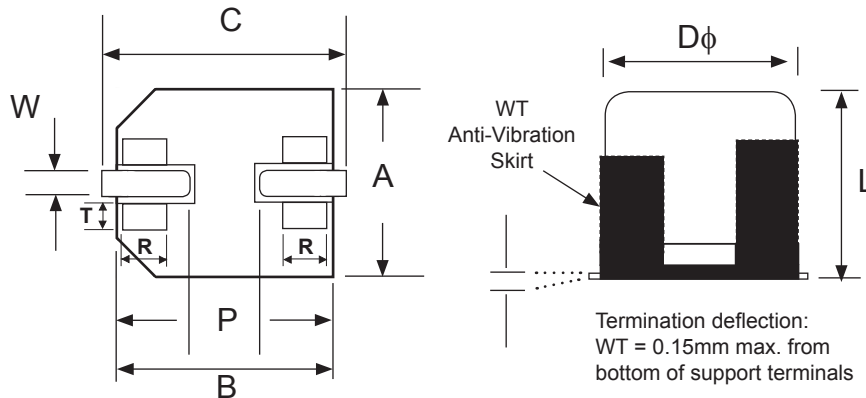 C
W
A
T
R
R
P
B
Dϕ
WT
Anti-Vibration
Skirt
L
Termination deflection:
WT = 0.15mm max. from
bottom of support terminals